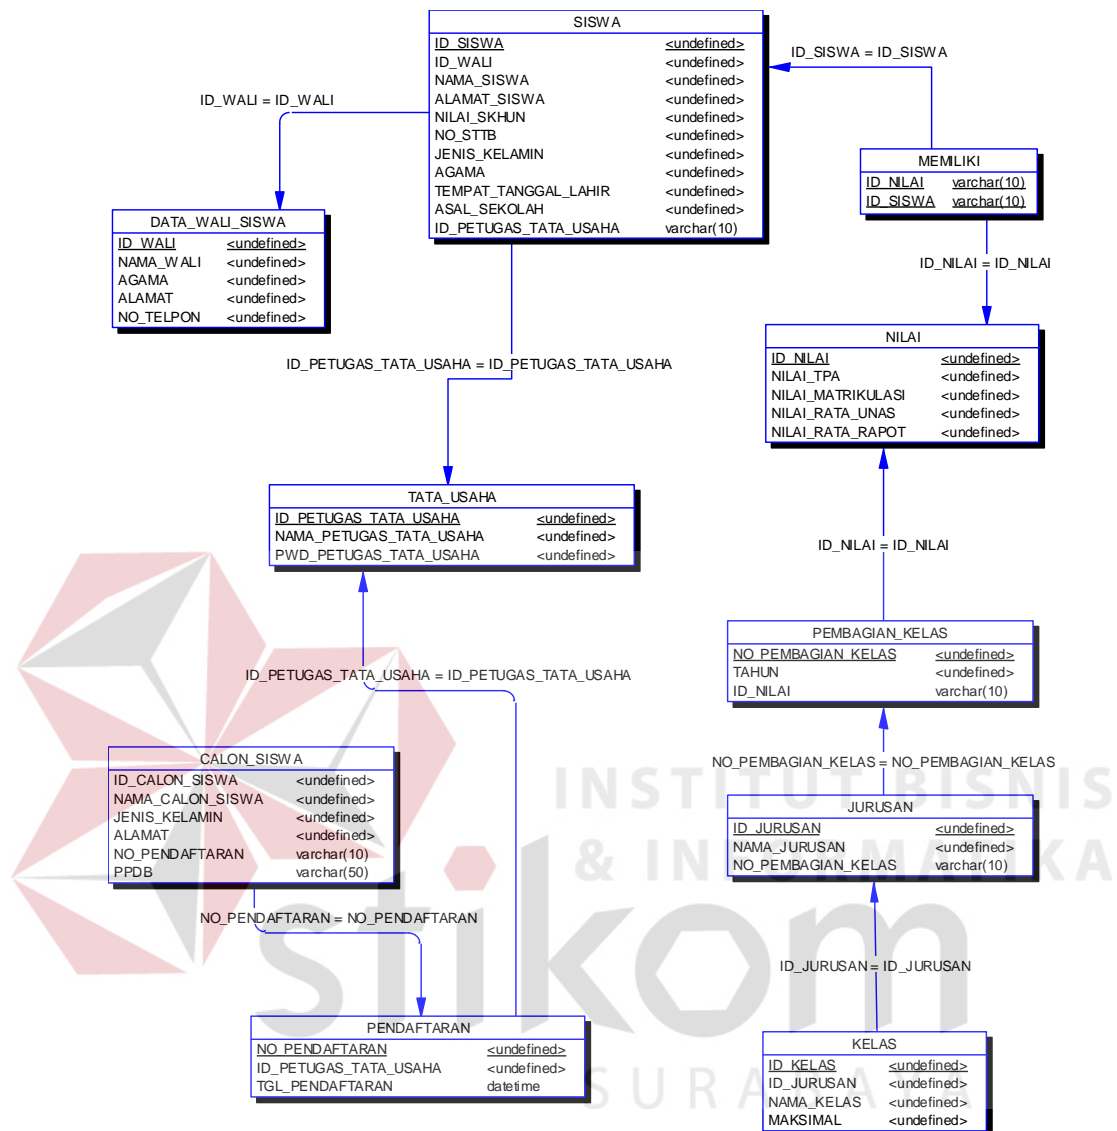 SISWA
ID_SISWA <undefined>
ID_WALI <undefined>
NAMA_SISWA <undefined>
ALAMAT_SISWA <undefined>
NILAI_SKHUN <undefined>
NO_STTB <undefined>
JENIS_KELAMIN <undefined>
AGAMA <undefined>
TEMPAT_TANGGAL_LAHIR <undefined>
ASAL_SEKOLAH <undefined>
ID_PETUGAS_TATA_USAHA varchar(10)
ID_SISWA = ID_SISWA
ID_WALI = ID_WALI
MEMILIKI
ID_NILAI varchar(10)
ID_SISWA varchar(10)
DATA_WALI_SISWA
ID_WALI <undefined>
NAMA_WALI <undefined>
AGAMA <undefined>
ALAMAT <undefined>
NO_TELPON <undefined>
ID_NILAI = ID_NILAI
NILAI
ID_NILAI <undefined>
NILAI_TPA <undefined>
NILAI_MATRIKULASI <undefined>
NILAI_RATA_UNAS <undefined>
NILAI_RATA_RAPOT <undefined>
ID_PETUGAS_TATA_USAHA = ID_PETUGAS_TATA_USAHA
TATA_USAHA
ID_PETUGAS_TATA_USAHA <undefined>
NAMA_PETUGAS_TATA_USAHA <undefined>
PWD_PETUGAS_TATA_USAHA <undefined>
ID_NILAI = ID_NILAI
PEMBAGIAN_KELAS
NO_PEMBAGIAN_KELAS <undefined>
TAHUN <undefined>
ID_NILAI varchar(10)
ID_PETUGAS_TATA_USAHA = ID_PETUGAS_TATA_USAHA
CALON_SISWA
ID_CALON_SISWA <undefined>
NAMA_CALON_SISWA <undefined>
JENIS_KELAMIN <undefined>
ALAMAT <undefined>
NO_PENDAFTARAN varchar(10)
PPDB varchar(50)
NO_PEMBAGIAN_KELAS = NO_PEMBAGIAN_KELAS
INSTITUT BISNIS
& INFORMATIKA
JURUSAN
ID_JURUSAN <undefined>
NAMA_JURUSAN <undefined>
NO_PEMBAGIAN_KELAS varchar(10)
NO_PENDAFTARAN = NO_PENDAFTARAN
stikom
ID_JURUSAN = ID_JURUSAN
PENDAFTARAN
NO_PENDAFTARAN <undefined>
ID_PETUGAS_TATA_USAHA <undefined>
TGL_PENDAFTARAN datetime
KELAS
ID_KELAS <undefined>
ID_JURUSAN <undefined>
NAMA_KELAS <undefined>
MAKSIMAL <undefined>
SURABAYA